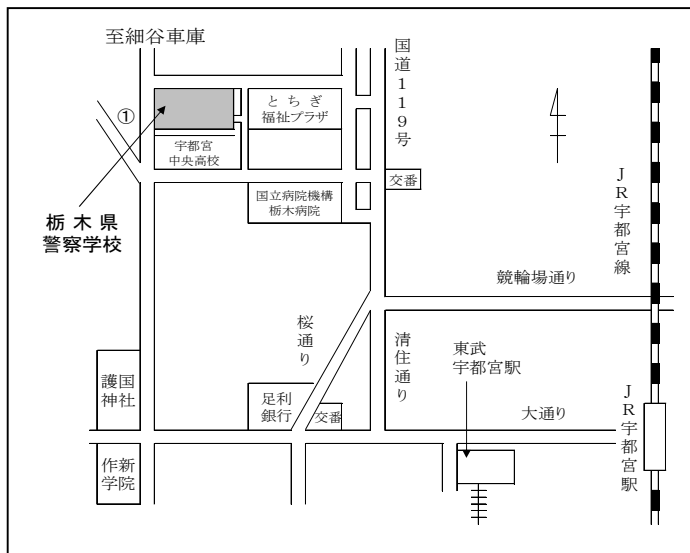 至細谷車庫
①
とちぎ
福祉プラザ
国道119号
宇都宮
中央高校
交番
国立病院機構
栃木病院
栃木県
警察学校
JR宇都宮線
競輪場通り
桜通り
清住通り
東武
宇都宮駅
護国
神社
足利
銀行
交番
大通り
JR宇都宮駅
作新
学院